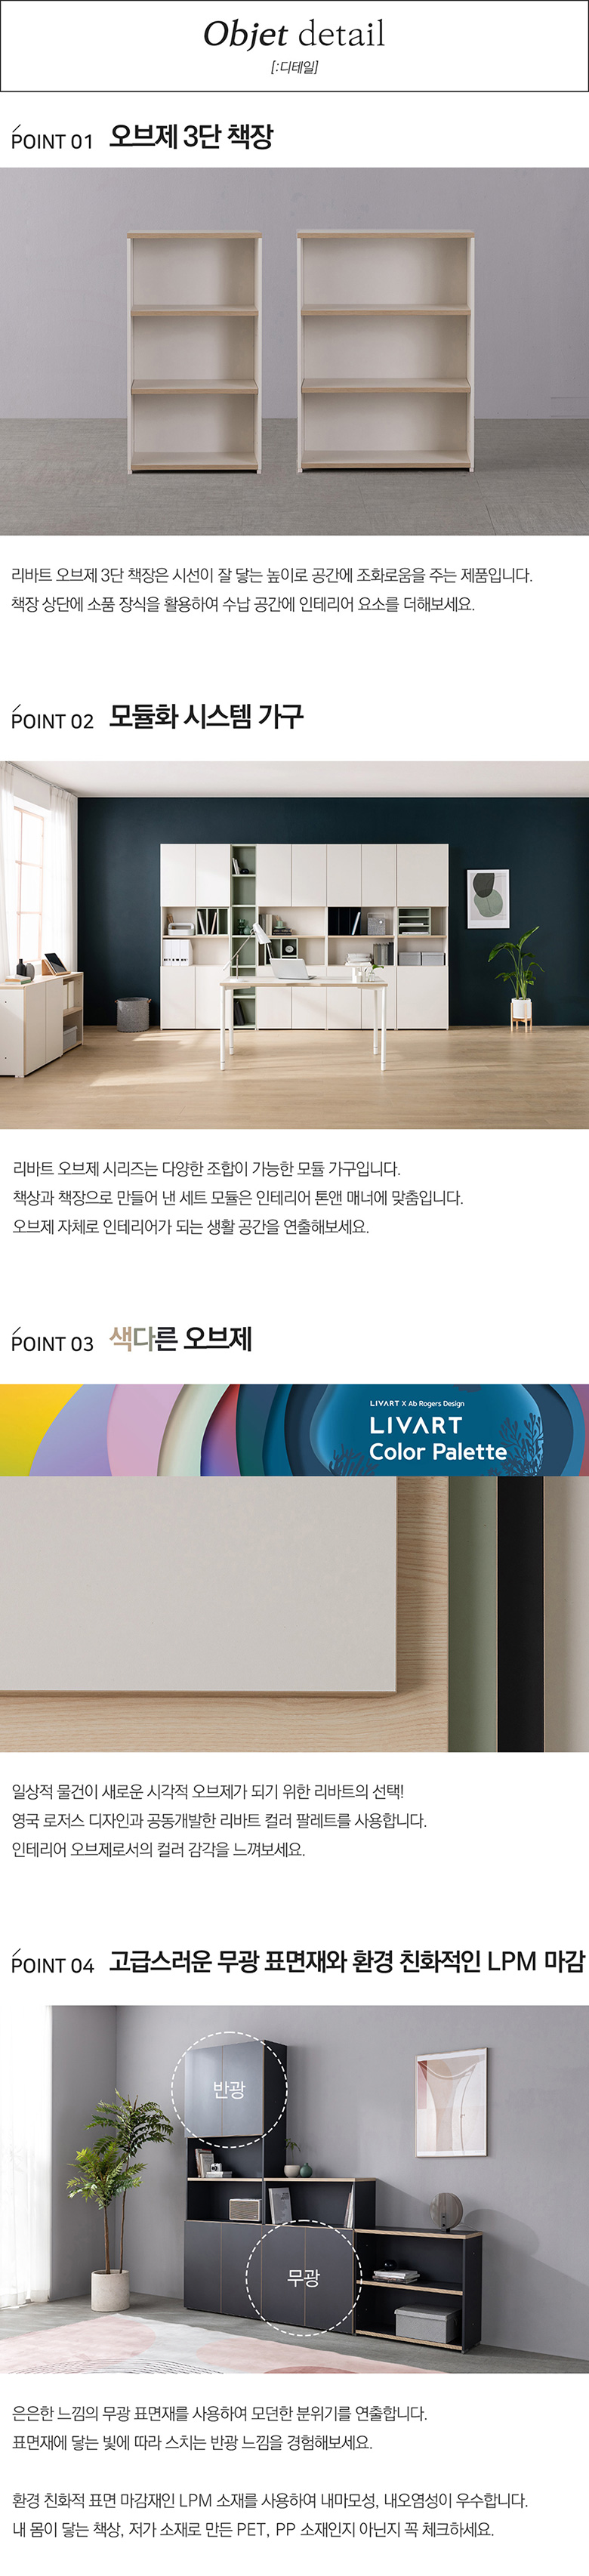 Objet detail
[:디테일]
POINT 01 오브제 3단 책장
리바트 오브제 3단 책장은 시선이 잘 닿는 높이로 공간에 조화로움을 주는 제품입니다.
책장 상단에 소품 장식을 활용하여 수납 공간에 인테리어 요소를 더해보세요.
POINT 02 모듈화 시스템 가구
리바트 오브제 시리즈는 다양한 조합이 가능한 모듈 가구입니다.
책상과 책장으로 만들어 낸 세트 모듈은 인테리어 톤앤 매너에 맞춤입니다.
오브제 자체로 인테리어가 되는 생활 공간을 연출해보세요.
POINT 03 색다른 오브제
LIVART X Ab Rogers Design
LIVART
Color Palette
일상적 물건이 새로운 시각적 오브제가 되기 위한 리바트의 선택!
영국 로저스 디자인과 공동개발한 리바트 컬러 팔레트를 사용합니다.
인테리어 오브제로서의 컬러 감각을 느껴보세요.
POINT 04 고급스러운 무광 표면재와 환경 친화적인 LPM 마감
반광
무광
은은한 느낌의 무광 표면재를 사용하여 모던한 분위기를 연출합니다.
표면재에 닿는 빛에 따라 스치는 반광 느낌을 경험해보세요.
환경 친화적 표면 마감재인 LPM 소재를 사용하여 내마모성, 내오염성이 우수합니다.
내 몸이 닿는 책상, 저가 소재로 만든 PET, PP 소재인지 아닌지 꼭 체크하세요.